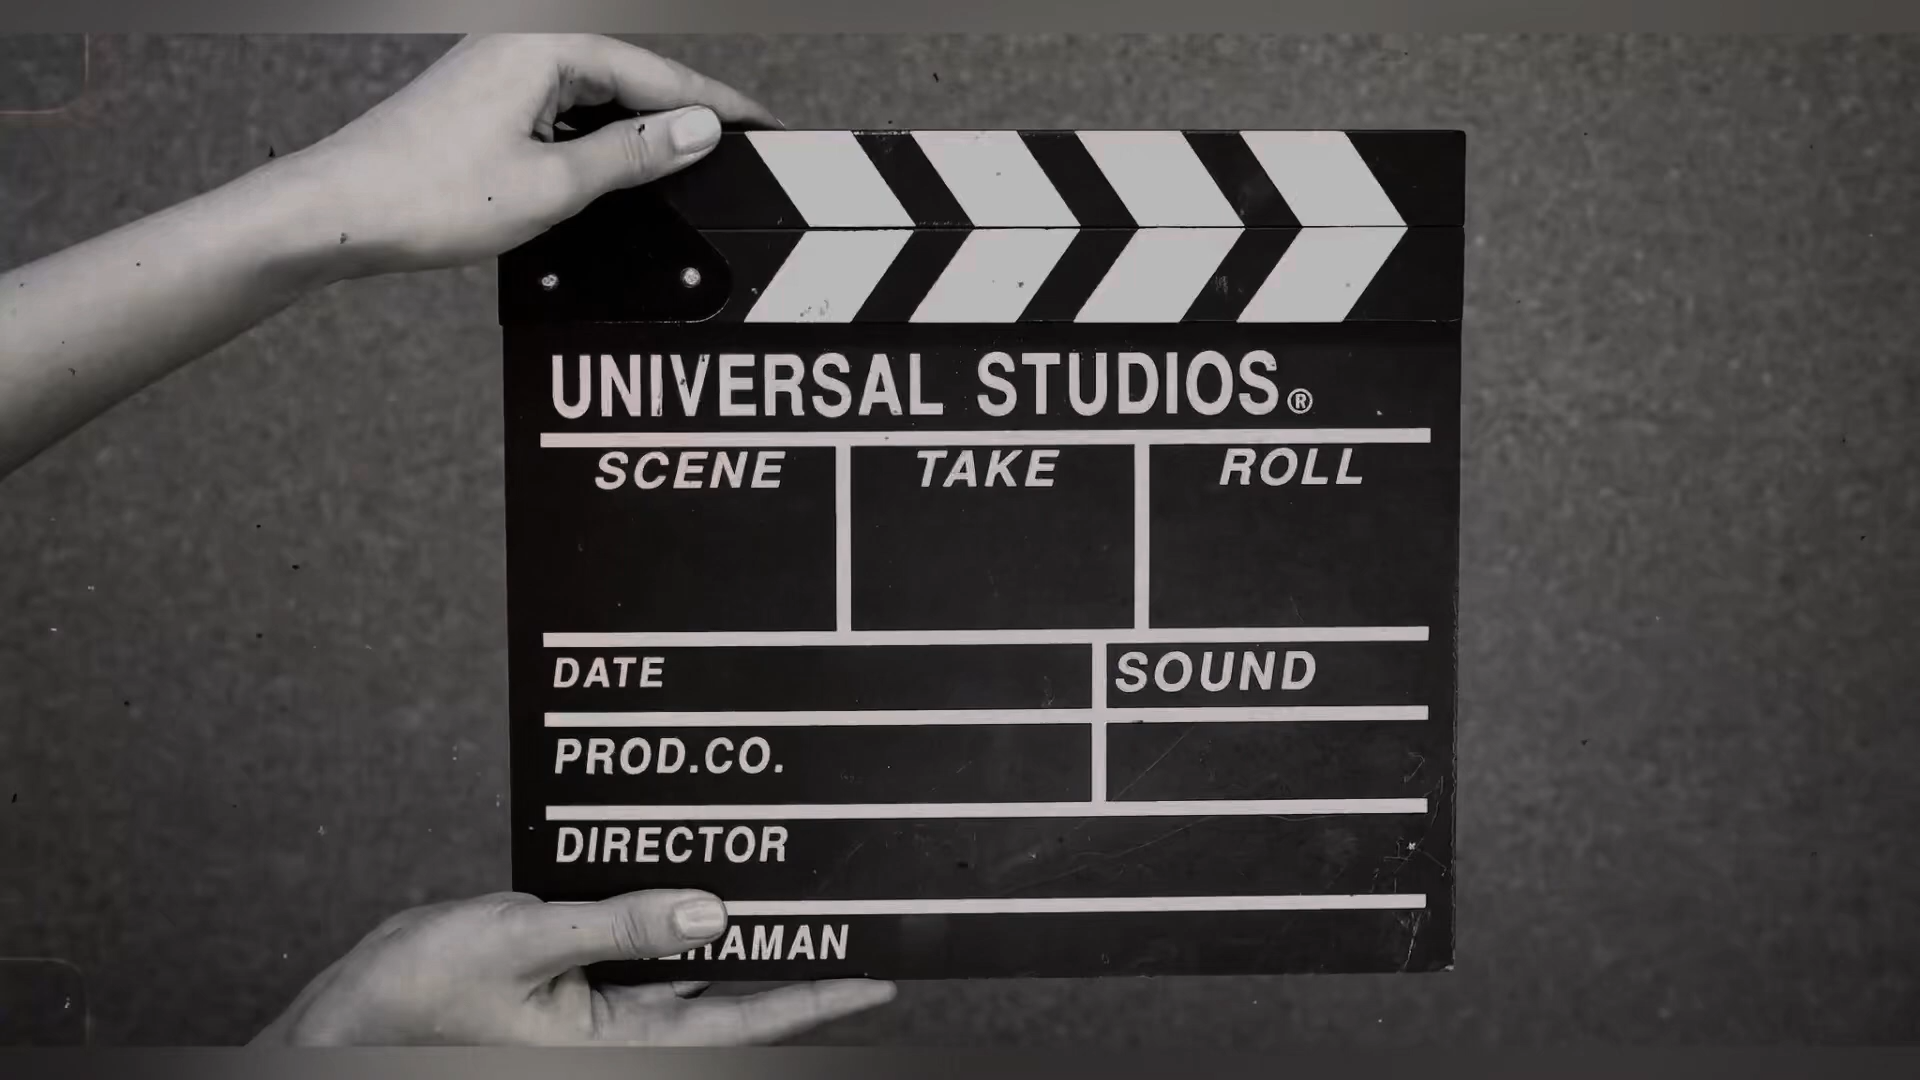 UNIVERSAL STUDIOS®
SCENE TAKE ROLL
DATE SOUND
PROD.CO.
DIRECTOR